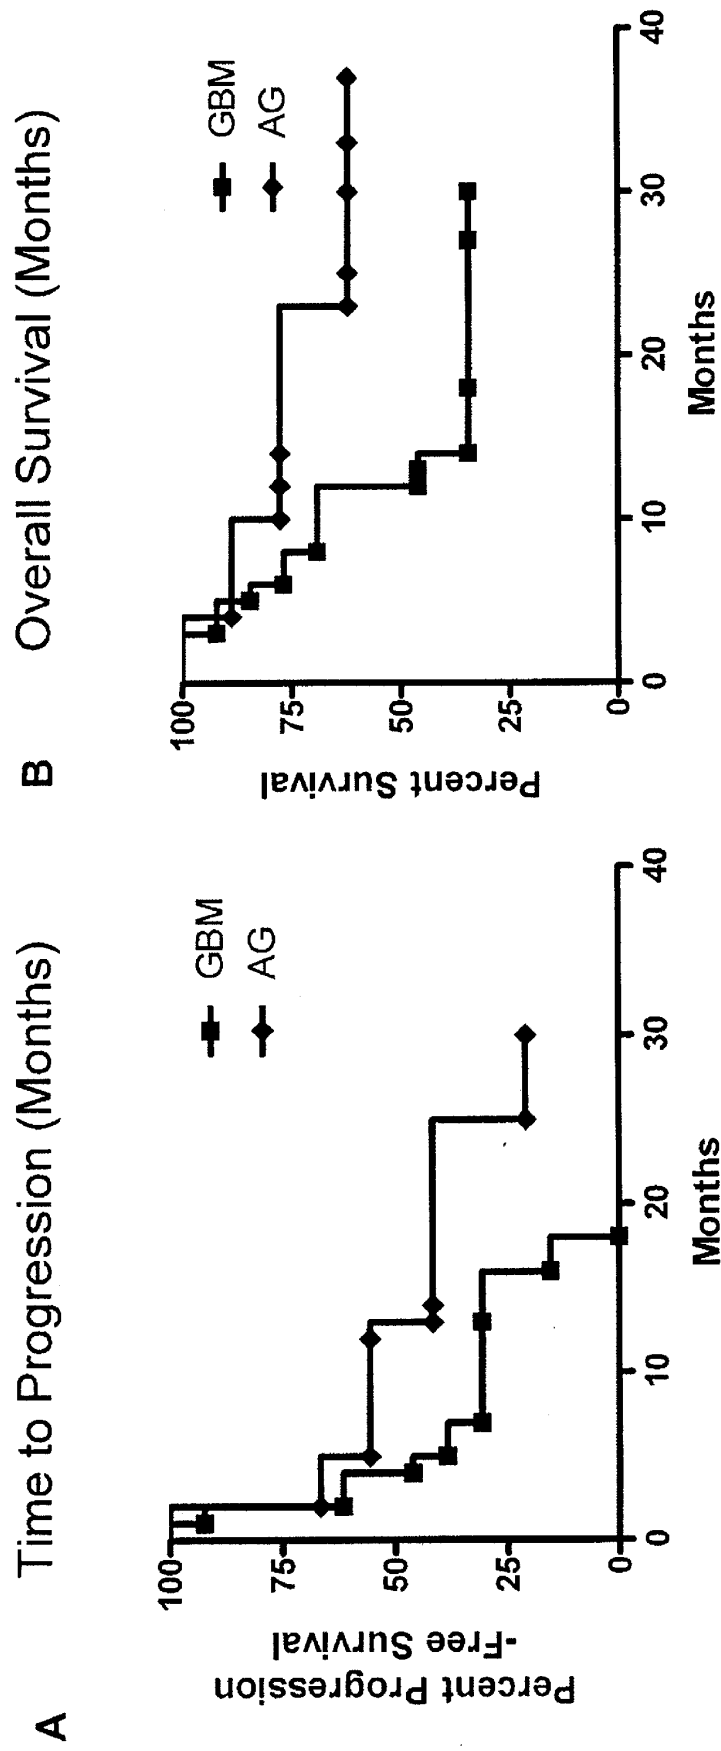 A
Time to Progression (Months)
Percent Progression
-Free Survival
100
75
50
25
0
0
10
20
30
40
Months
GBM
AG
B
Overall Survival (Months)
Percent Survival
100
75
50
25
0
0
10
20
30
40
Months
GBM
AG